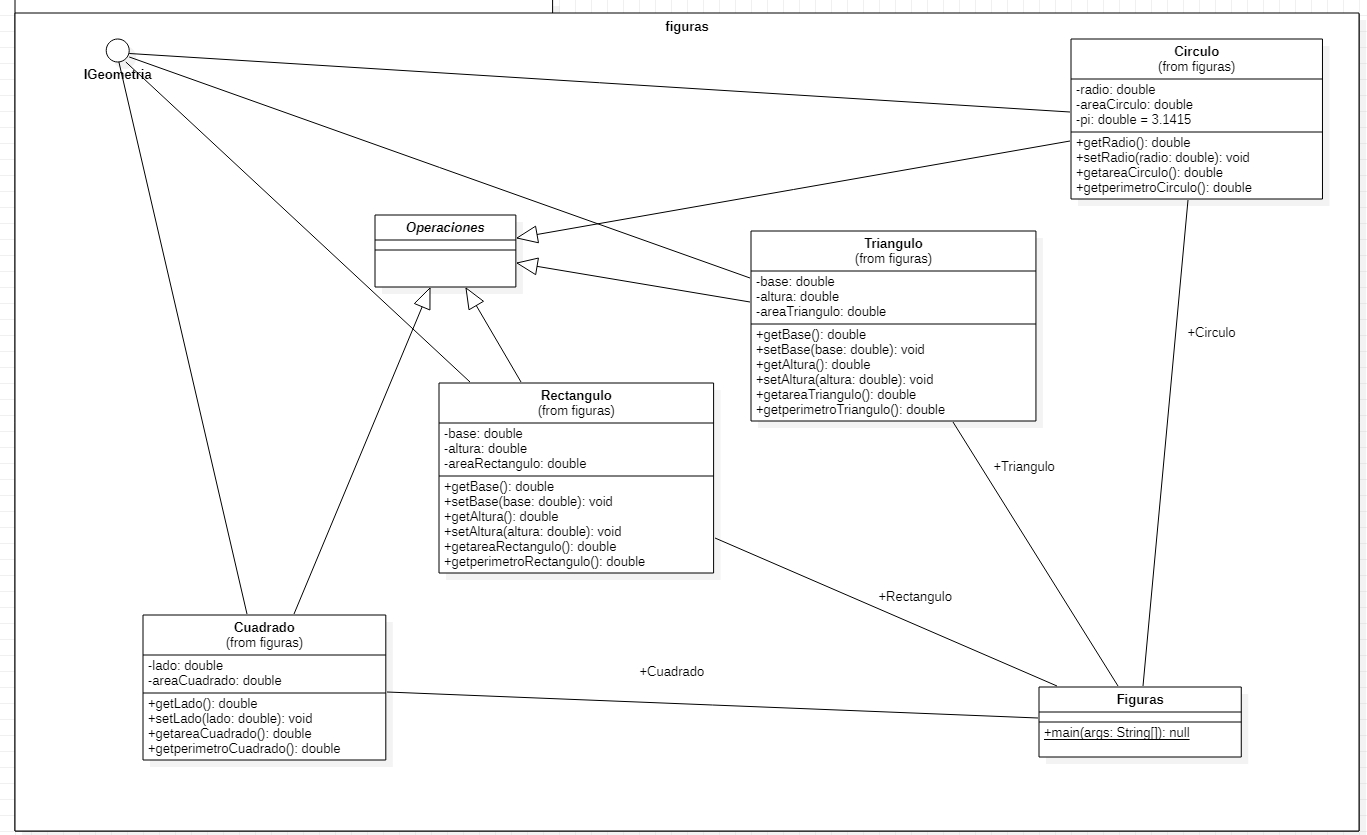 figuras
IGeometria
Circulo
(from figuras)
-radio: double
-areaCirculo: double
-pi: double = 3.1415
+getRadio(): double
+setRadio(radio: double): void
+getareaCirculo(): double
+getperimetroCirculo(): double
Operaciones
Triangulo
(from figuras)
-base: double
-altura: double
-areaTriangulo: double
+getBase(): double
+setBase(base: double): void
+getAltura(): double
+setAltura(altura: double): void
+getareaTriangulo(): double
+getperimetroTriangulo(): double
+Circulo
Rectangulo
(from figuras)
-base: double
-altura: double
-areaRectangulo: double
+getBase(): double
+setBase(base: double): void
+getAltura(): double
+setAltura(altura: double): void
+getareaRectangulo(): double
+getperimetroRectangulo(): double
+Triangulo
+Rectangulo
Cuadrado
(from figuras)
-lado: double
-areaCuadrado: double
+getLado(): double
+setLado(lado: double): void
+getareaCuadrado(): double
+getperimetroCuadrado(): double
+Cuadrado
Figuras
+main(args: String[]): null